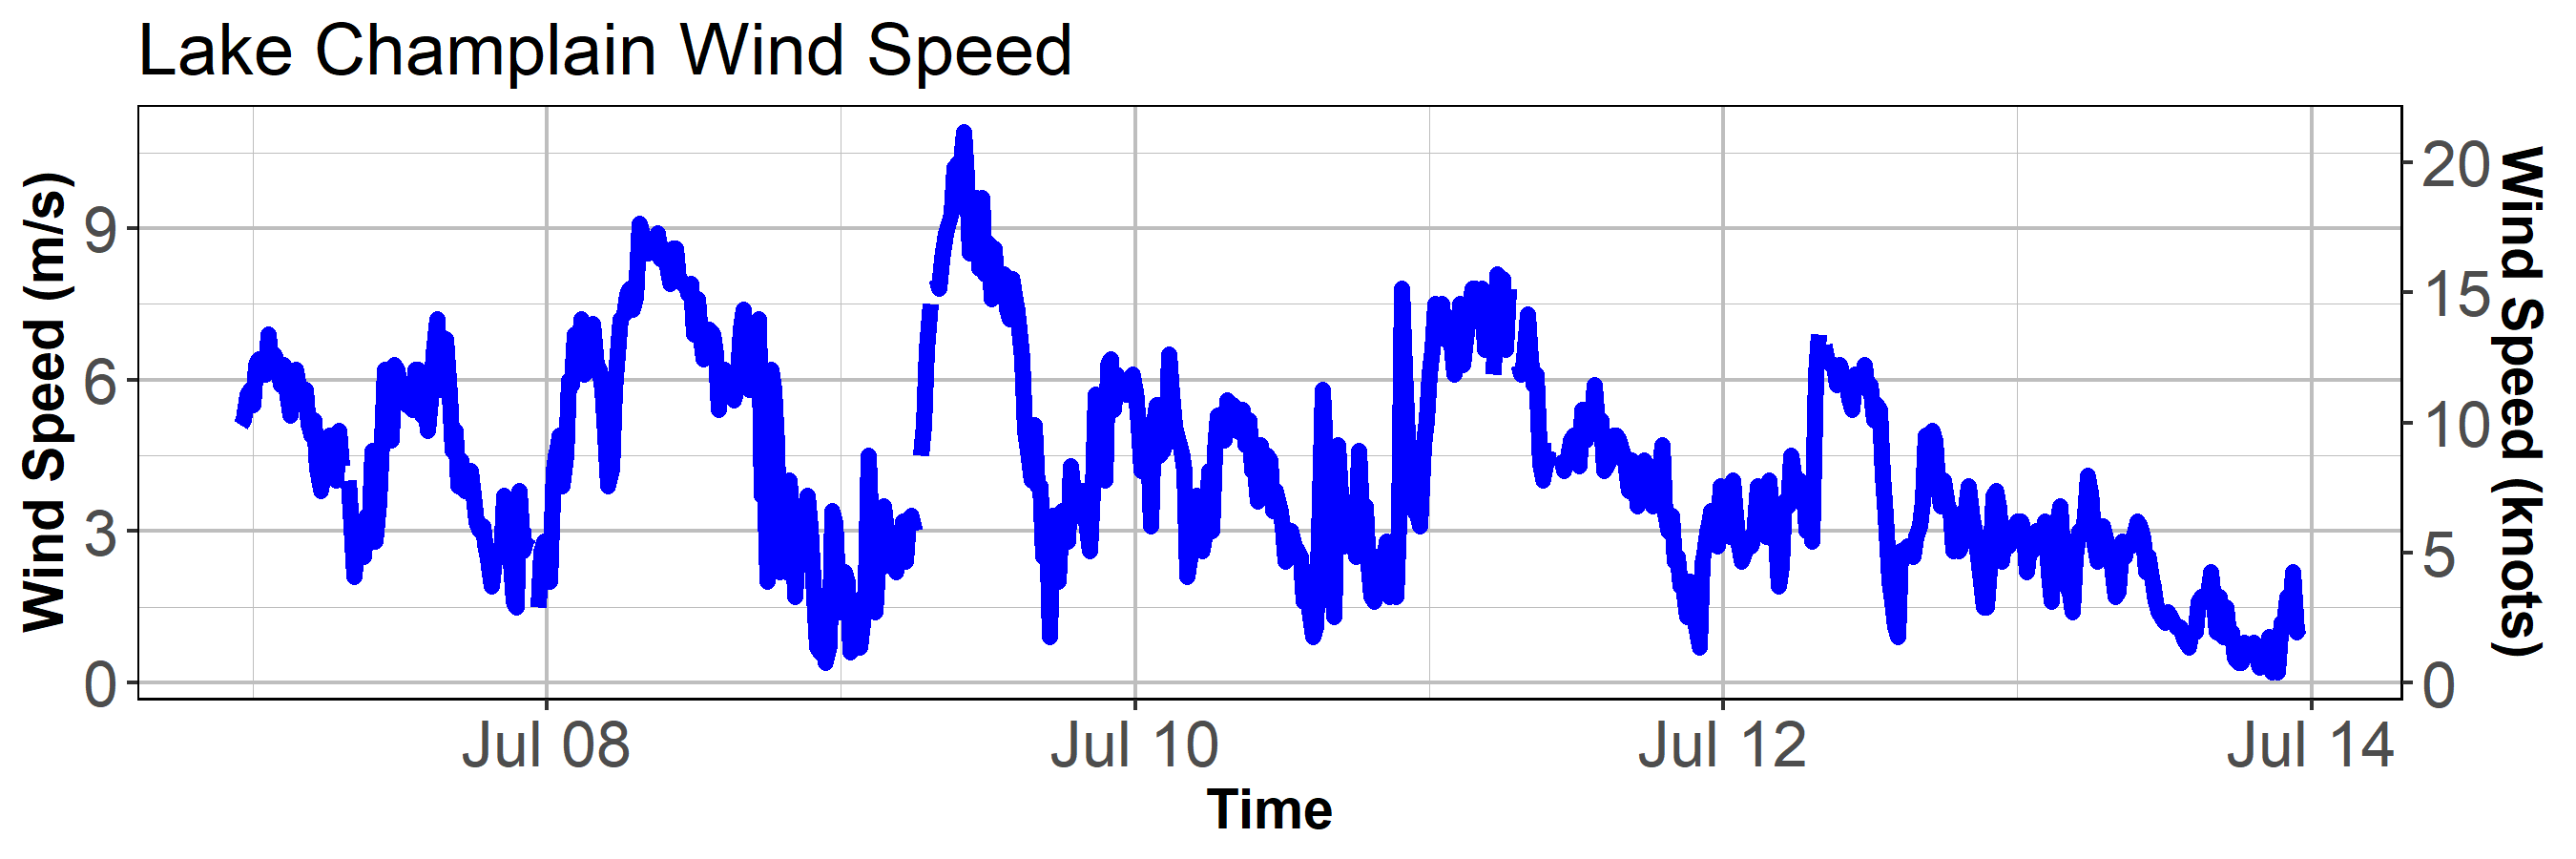 Lake Champlain Wind Speed
Wind Speed (m/s)
9
6
3
0
20
15
10
5
0
Wind Speed (knots)
Jul 08
Jul 10
Jul 12
Jul 14
Time